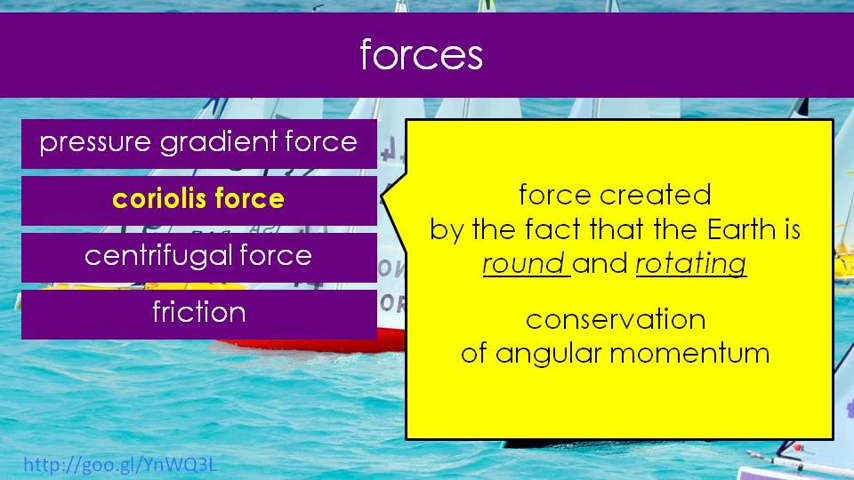 forces
pressure gradient force
coriolis force
centrifugal force
friction
force created
by the fact that the Earth is
round and rotating
conservation
of angular momentum
http://goo.gl/YnWQ3L